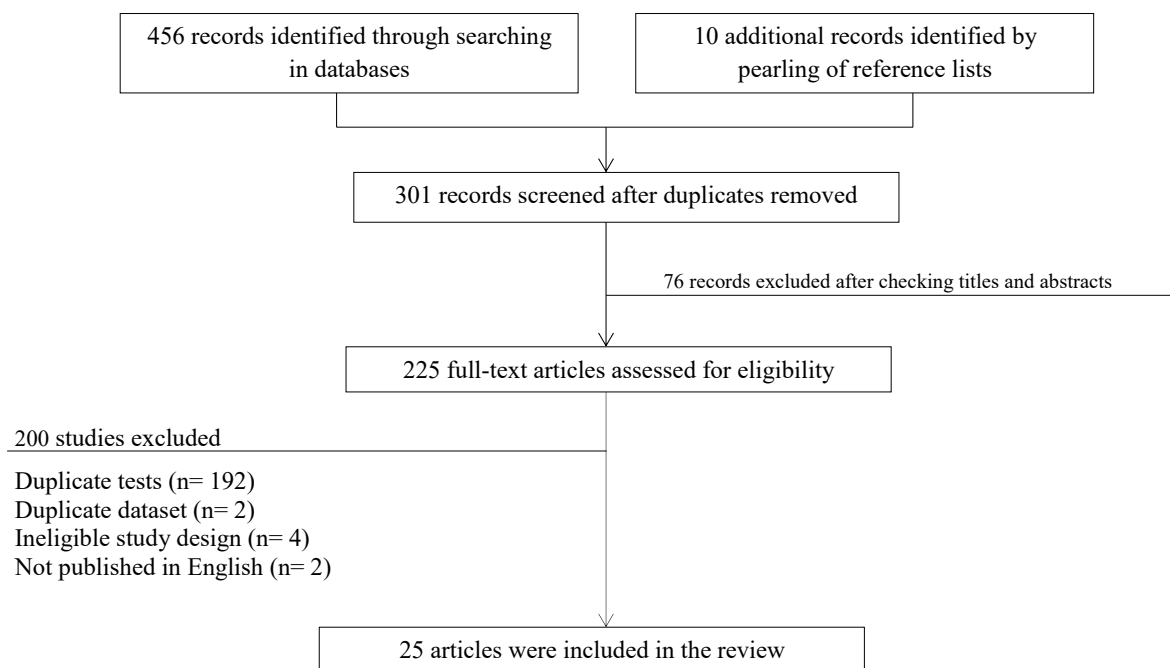 456 records identified through searching
in databases
10 additional records identified by
pearling of reference lists
301 records screened after duplicates removed
76 records excluded after checking titles and abstracts
225 full-text articles assessed for eligibility
200 studies excluded
Duplicate tests (n= 192)
Duplicate dataset (n= 2)
Ineligible study design (n= 4)
Not published in English (n= 2)
25 articles were included in the review